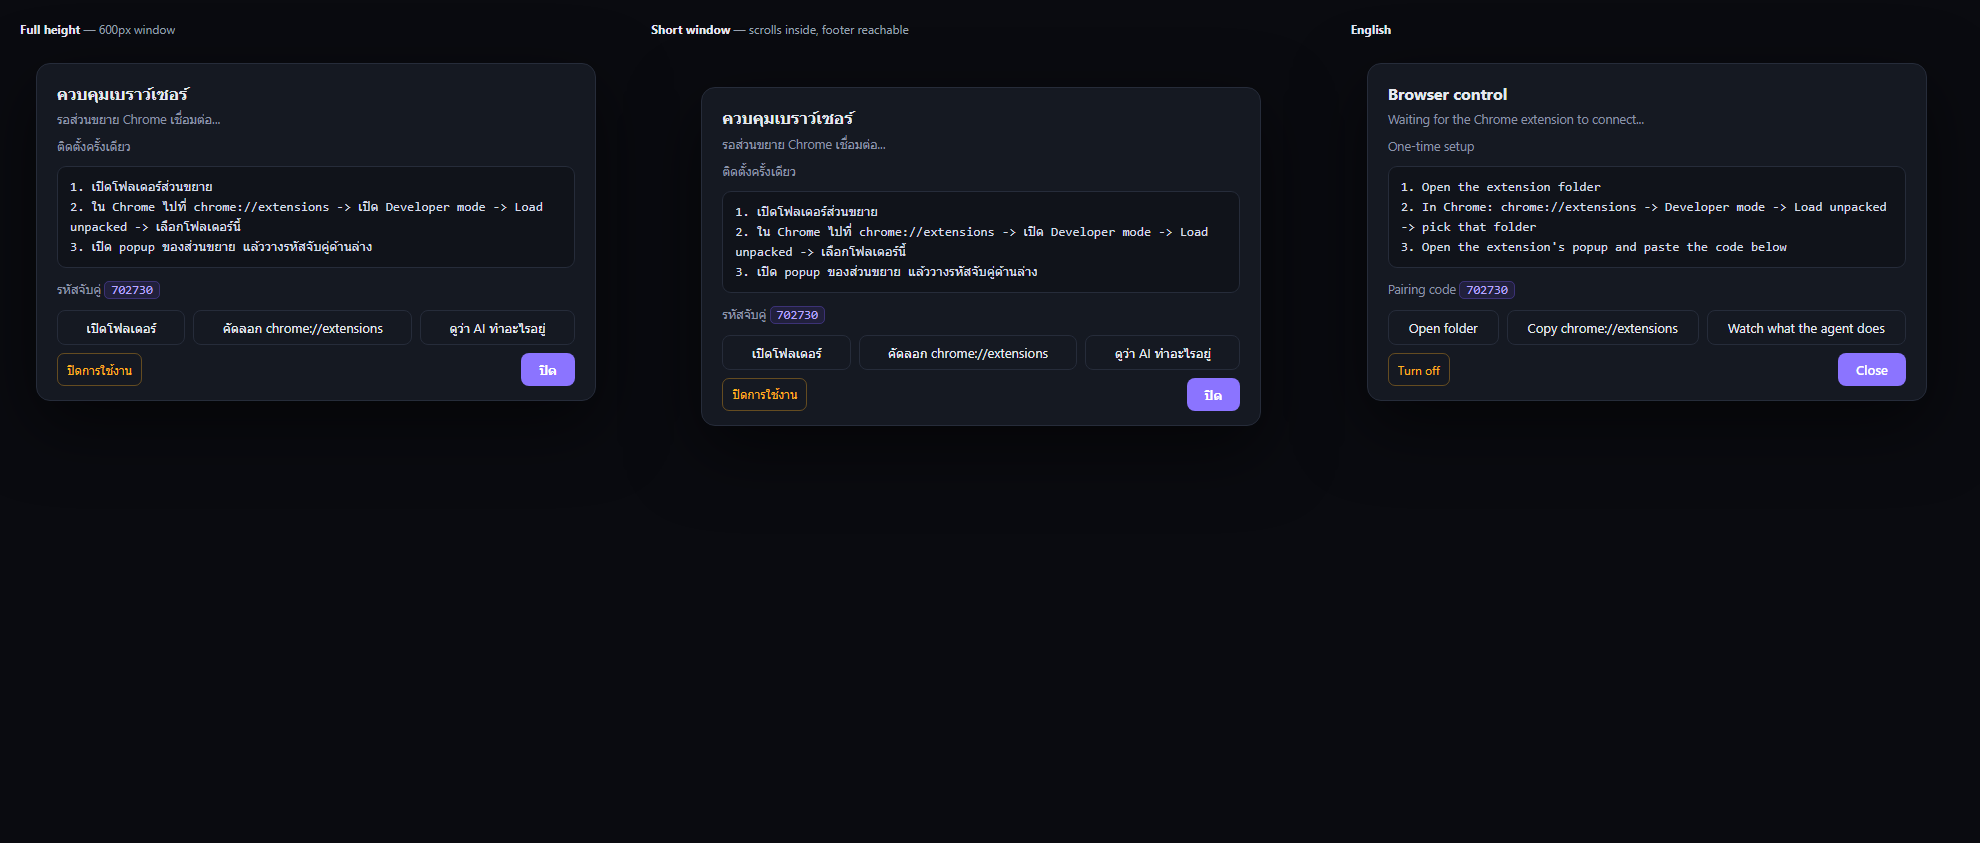 Full height — 600px window
ควบคุมเบราว์เซอร์
รอส่วนขยาย Chrome เชื่อมต่อ...
ติดตั้งครั้งเดียว
1. เปิดโฟลเดอร์ส่วนขยาย
2. ใน Chrome ไปที่ chrome://extensions -> เปิด Developer mode -> Load
unpacked -> เลือกโฟลเดอร์นี้
3. เปิด popup ของส่วนขยาย แล้ววางรหัสจับคู่ด้านล่าง
รหัสจับคู่ 702730
เปิดโฟลเดอร์
คัดลอก chrome://extensions
ดูว่า AI ทำอะไรอยู่
ปิดการใช้งาน
ปิด
Short window — scrolls inside, footer reachable
ควบคุมเบราว์เซอร์
รอส่วนขยาย Chrome เชื่อมต่อ...
ติดตั้งครั้งเดียว
1. เปิดโฟลเดอร์ส่วนขยาย
2. ใน Chrome ไปที่ chrome://extensions -> เปิด Developer mode -> Load
unpacked -> เลือกโฟลเดอร์นี้
3. เปิด popup ของส่วนขยาย แล้ววางรหัสจับคู่ด้านล่าง
รหัสจับคู่ 702730
เปิดโฟลเดอร์
คัดลอก chrome://extensions
ดูว่า AI ทำอะไรอยู่
ปิดการใช้งาน
ปิด
English
Browser control
Waiting for the Chrome extension to connect...
One-time setup
1. Open the extension folder
2. In Chrome: chrome://extensions -> Developer mode -> Load unpacked
-> pick that folder
3. Open the extension's popup and paste the code below
Pairing code 702730
Open folder
Copy chrome://extensions
Watch what the agent does
Turn off
Close